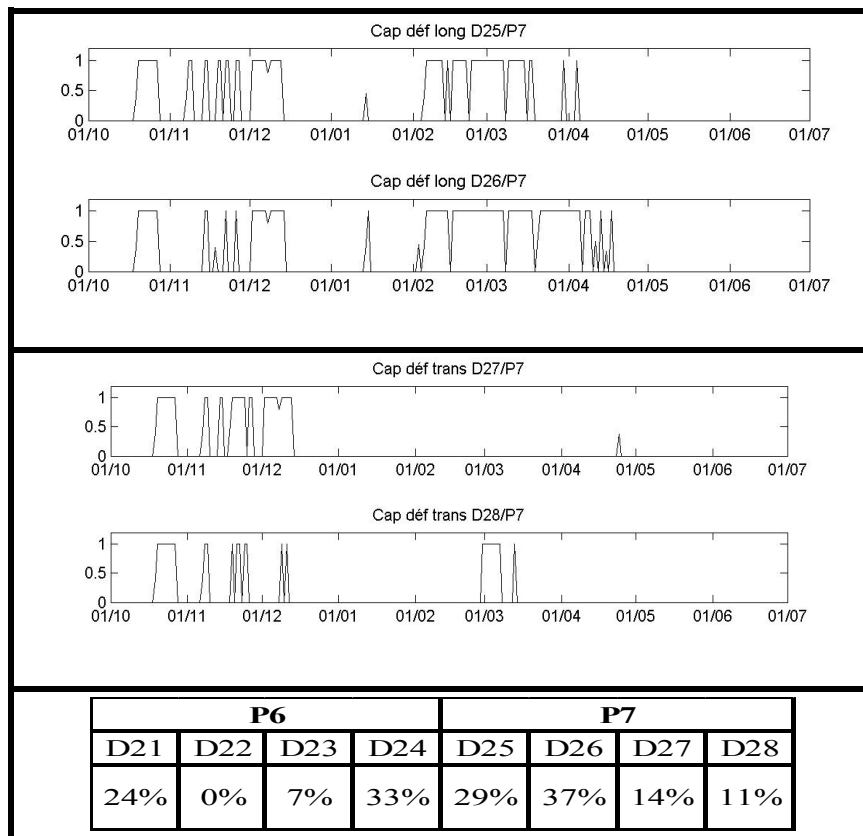 Cap déf long D25/P7
1
0.5
0
01/10 01/11 01/12 01/01 01/02 01/03 01/04 01/05 01/06 01/07
Cap déf long D26/P7
1
0.5
0
01/10 01/11 01/12 01/01 01/02 01/03 01/04 01/05 01/06 01/07
Cap déf trans D27/P7
1
0.5
0
01/10 01/11 01/12 01/01 01/02 01/03 01/04 01/05 01/06 01/07
Cap déf trans D28/P7
1
0.5
0
01/10 01/11 01/12 01/01 01/02 01/03 01/04 01/05 01/06 01/07
P6 P7
D21 D22 D23 D24 D25 D26 D27 D28
24% 0% 7% 33% 29% 37% 14% 11%